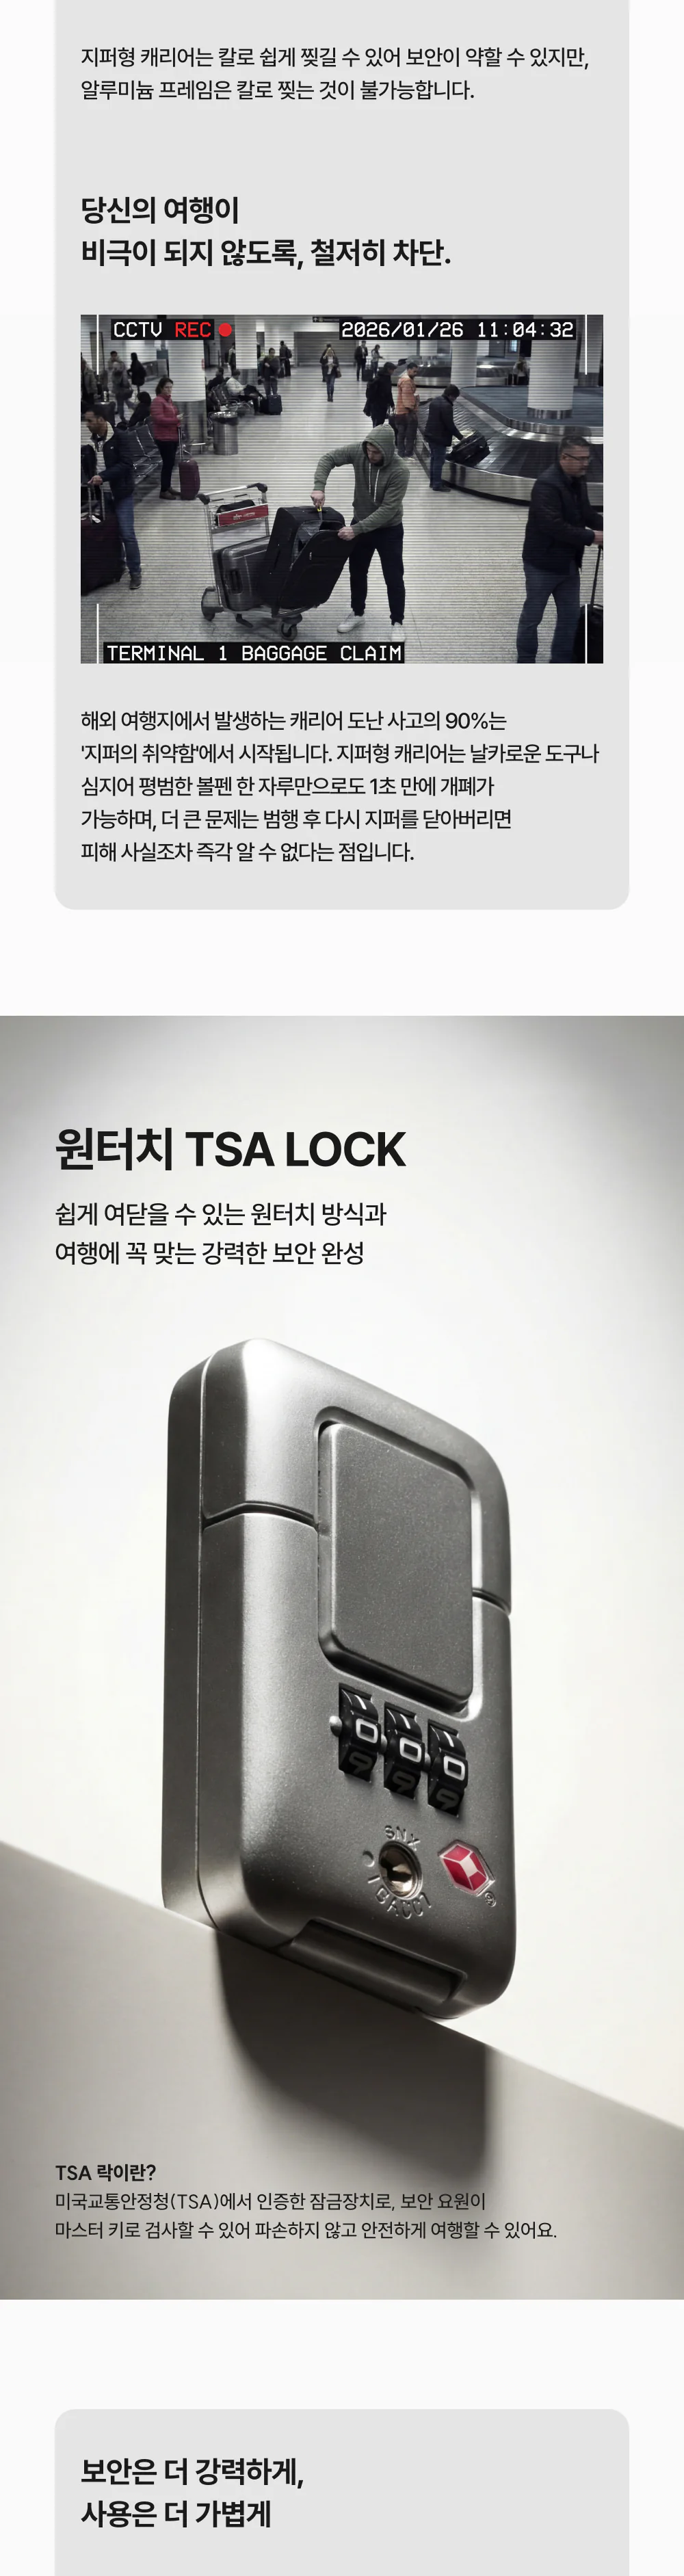 지퍼형 캐리어는 칼로 쉽게 찢길 수 있어 보안이 약할 수 있지만,
알루미늄 프레임은 칼로 찢는 것이 불가능합니다.
당신의 여행이
비극이 되지 않도록, 철저히 차단.
CCTV REC
2026/01/26 11:04:32
TERMINAL 1 BAGGAGE CLAIM
해외 여행지에서 발생하는 캐리어 도난 사고의 90%는
'지퍼의 취약함'에서 시작됩니다. 지퍼형 캐리어는 날카로운 도구나
심지어 평범한 볼펜 한 자루만으로도 1초 만에 개폐가
가능하며, 더 큰 문제는 범행 후 다시 지퍼를 닫아버리면
피해 사실조차 즉각 알 수 없다는 점입니다.
원터치 TSA LOCK
쉽게 여닫을 수 있는 원터치 방식과
여행에 꼭 맞는 강력한 보안 완성
0 0 0
TSA 락이란?
미국교통안정청(TSA)에서 인증한 잠금장치로, 보안 요원이
마스터 키로 검사할 수 있어 파손하지 않고 안전하게 여행할 수 있어요.
보안은 더 강력하게,
사용은 더 가볍게